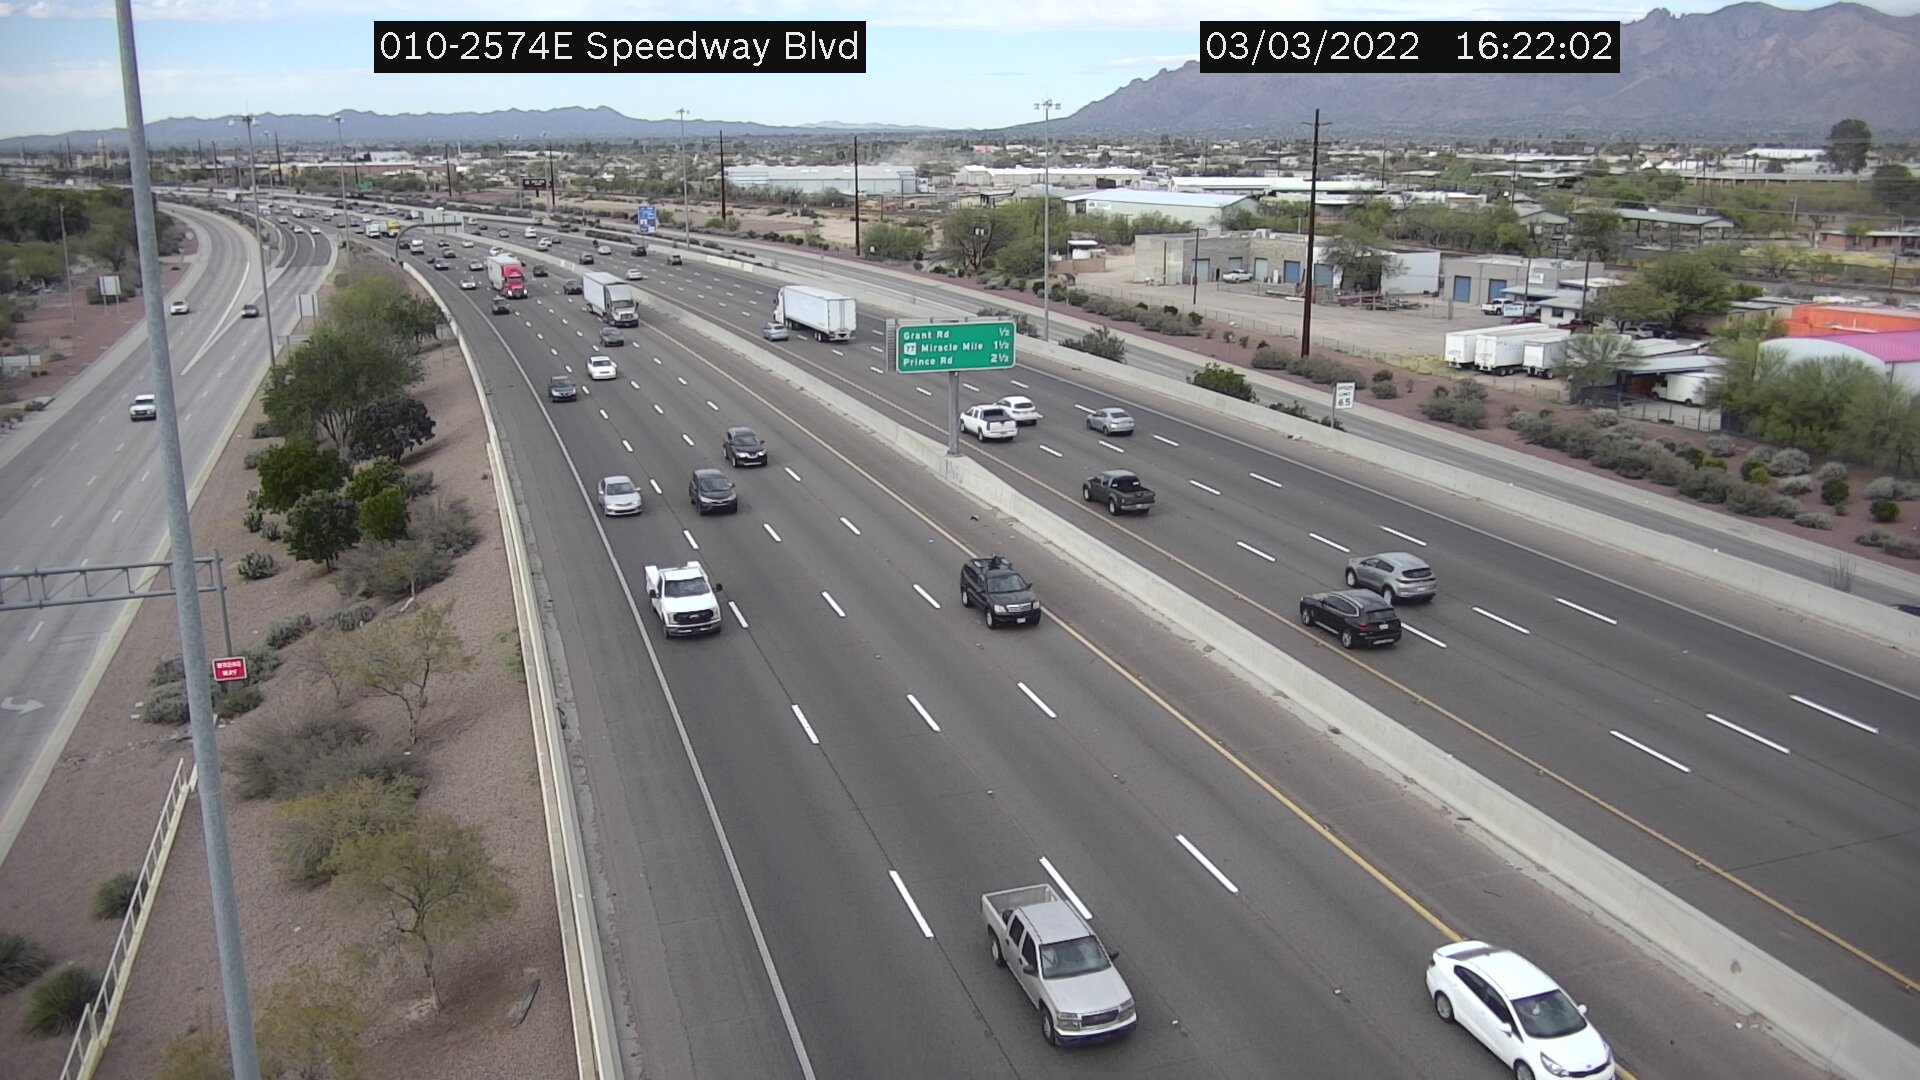 010-2574E Speedway Blvd
03/03/2022 16:22:02
Grant Rd ½
77 Miracle Mile 1½
Prince Rd 2½
65
WRONG
WAY